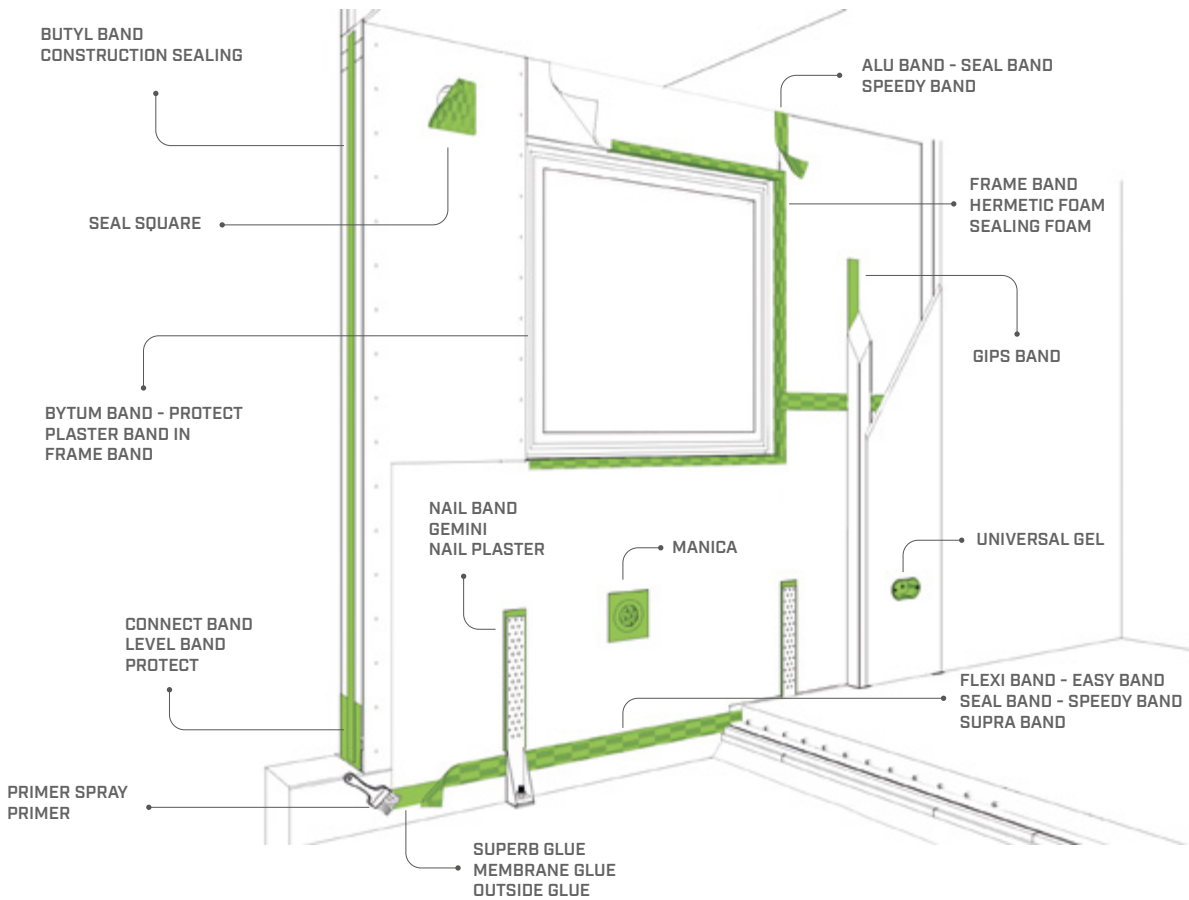 BUTYL BAND
CONSTRUCTION SEALING
ALU BAND - SEAL BAND
SPEEDY BAND
SEAL SQUARE
FRAME BAND
HERMETIC FOAM
SEALING FOAM
GIPS BAND
BYTUM BAND - PROTECT
PLASTER BAND IN
FRAME BAND
NAIL BAND
GEMINI
NAIL PLASTER
MANICA
UNIVERSAL GEL
CONNECT BAND
LEVEL BAND
PROTECT
FLEXI BAND - EASY BAND
SEAL BAND - SPEEDY BAND
SUPRA BAND
PRIMER SPRAY
PRIMER
SUPERB GLUE
MEMBRANE GLUE
OUTSIDE GLUE